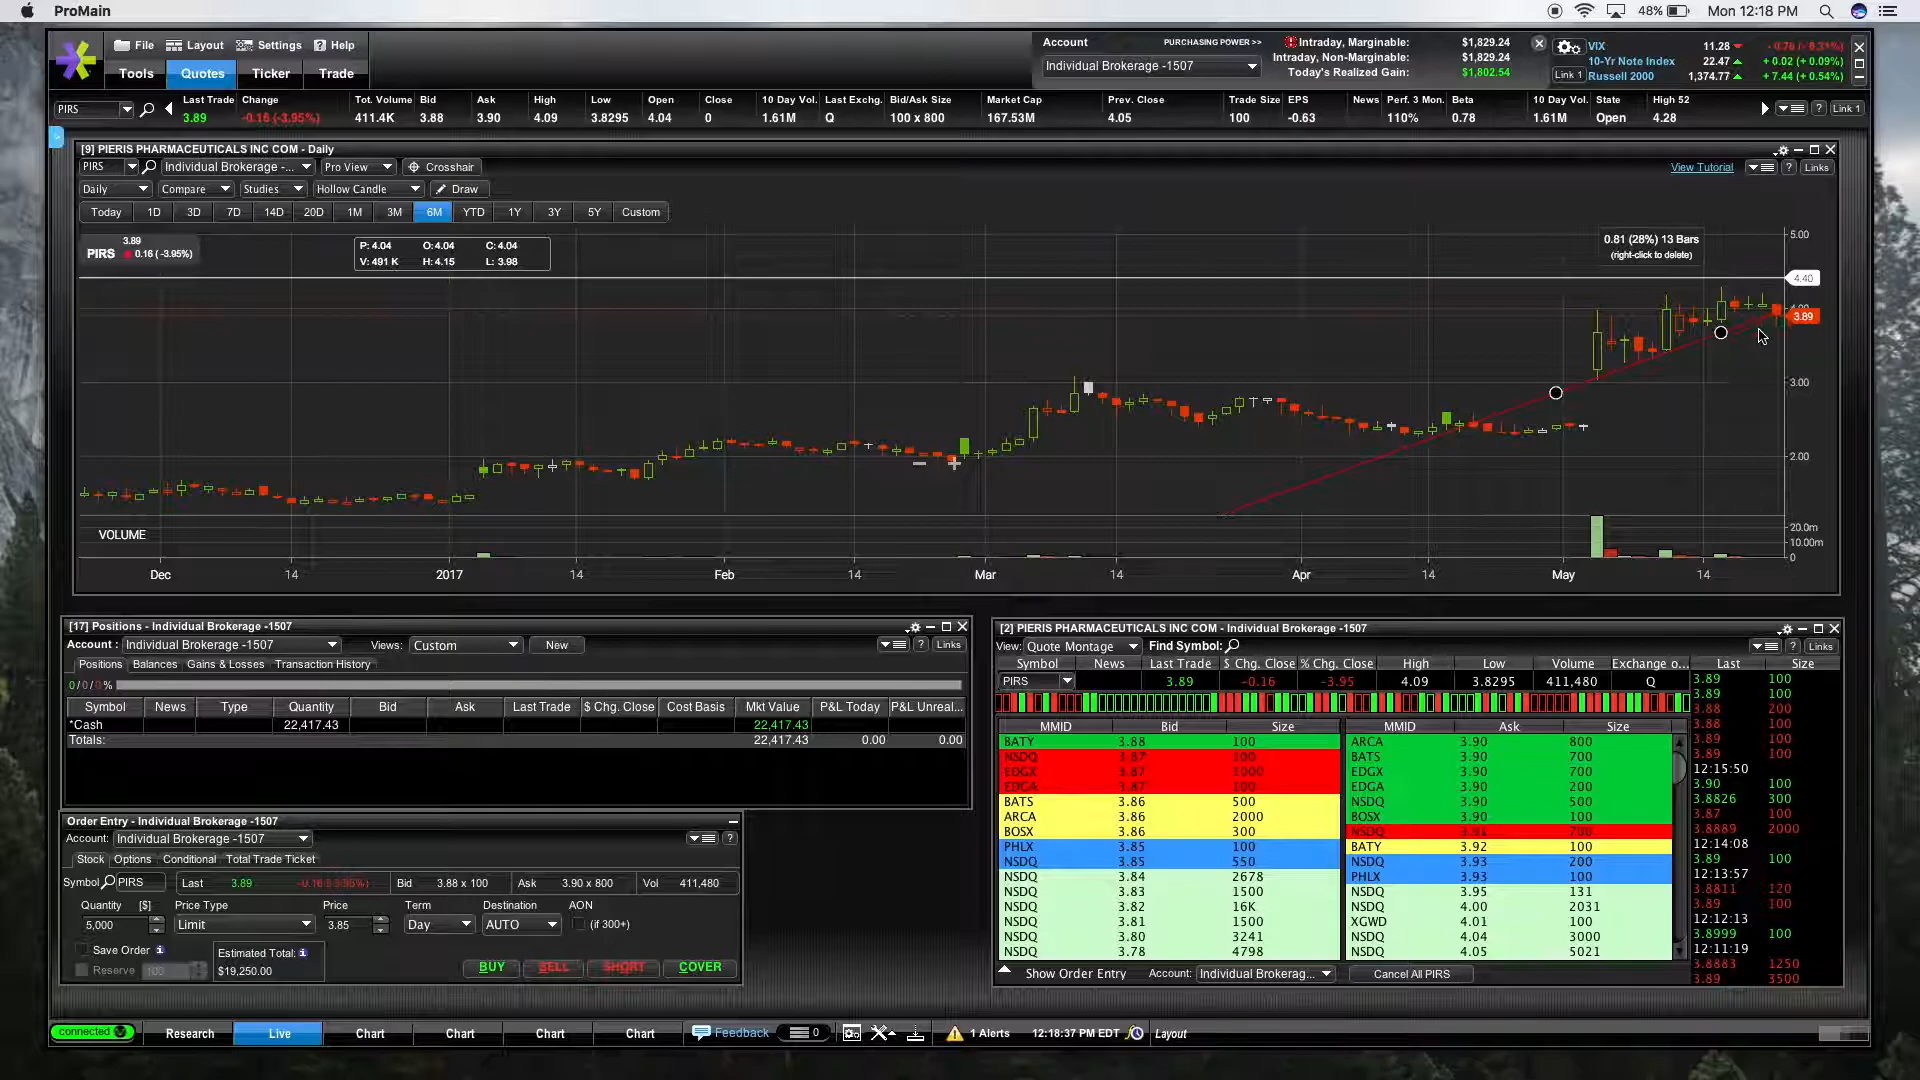 ProMain
48%
Mon 12:18 PM
File Layout Settings Help
Tools Quotes Ticker Trade
Account PURCHASING POWER >>
Individual Brokerage -1507
Intraday, Marginable: $1,829.24
Intraday, Non-Marginable: $1,829.24
Today's Realized Gain: $1,802.54
Link 1
VIX 11.28 -0.76 (-6.31%)
10-Yr Note Index 22.47 + 0.02 (+ 0.09%)
Russell 2000 1,374.77 + 7.44 (+ 0.54%)
PIRS
Last Trade Change Tot. Volume Bid Ask High Low Open Close 10 Day Vol. Last Exchg. Bid/Ask Size Market Cap Prev. Close Trade Size EPS News Perf. 3 Mon. Beta 10 Day Vol. State High 52
3.89 -0.16 (-3.95%) 411.4K 3.88 3.90 4.09 3.8295 4.04 0 1.61M Q 100 x 800 167.53M 4.05 100 -0.63 110% 0.78 1.61M Open 4.28
? Link 1
[9] PIERIS PHARMACEUTICALS INC COM - Daily
PIRS Individual Brokerage -... Pro View Crosshair
View Tutorial ? Links
Daily Compare Studies Hollow Candle Draw
Today 1D 3D 7D 14D 20D 1M 3M 6M YTD 1Y 3Y 5Y Custom
3.89
PIRS 0.16 (-3.95%)
P: 4.04 O: 4.04 C: 4.04
V: 491 K H: 4.15 L: 3.98
0.81 (28%) 13 Bars
(right-click to delete)
5.00
4.40
4.00
3.89
3.00
2.00
VOLUME
20.0m
10.00m
0
Dec 14 2017 14 Feb 14 Mar 14 Apr 14 May 14
[17] Positions - Individual Brokerage -1507
Account : Individual Brokerage -1507 Views: Custom New ? Links
Positions Balances Gains & Losses Transaction History
0/0/0 %
Symbol News Type Quantity Bid Ask Last Trade $ Chg. Close Cost Basis Mkt Value P&L Today P&L Unreal...
*Cash 22,417.43 22,417.43
Totals: 22,417.43 0.00 0.00
Order Entry - Individual Brokerage -1507
Account: Individual Brokerage -1507 ?
Stock Options Conditional Total Trade Ticket
Symbol PIRS Last 3.89 -0.16 (-3.95%) Bid 3.88 x 100 Ask 3.90 x 800 Vol 411,480
Quantity [$] Price Type Price Term Destination AON
5,000 Limit 3.85 Day AUTO (if 300+)
Save Order
Reserve 100
Estimated Total:
$19,250.00
BUY SELL SHORT COVER
[2] PIERIS PHARMACEUTICALS INC COM - Individual Brokerage -1507
View: Quote Montage Find Symbol: ? Links
Symbol News Last Trade $ Chg. Close % Chg. Close High Low Volume Exchange o... Last Size
PIRS 3.89 -0.16 -3.95 4.09 3.8295 411,480 Q
MMID Bid Size MMID Ask Size
BATY 3.88 100 ARCA 3.90 800
NSDQ 3.87 100 BATS 3.90 700
EDGX 3.87 1000 EDGX 3.90 700
EDGA 3.87 100 EDGA 3.90 200
BATS 3.86 500 NSDQ 3.90 500
ARCA 3.86 2000 BOSX 3.90 100
BOSX 3.86 300 NSDQ 3.91 700
PHLX 3.85 100 BATY 3.92 100
NSDQ 3.85 550 NSDQ 3.93 200
NSDQ 3.84 2678 PHLX 3.93 100
NSDQ 3.83 1500 NSDQ 3.95 131
NSDQ 3.82 16K NSDQ 4.00 2031
NSDQ 3.81 1500 XGWD 4.01 100
NSDQ 3.80 3241 NSDQ 4.04 3000
NSDQ 3.78 4798 NSDQ 4.05 5021
3.89 100
3.89 100
3.88 200
3.88 100
3.89 100
3.89 100
12:15:50
3.90 100
3.8826 300
3.87 100
3.8889 2000
12:14:08
3.89 100
12:13:57
3.8811 120
3.89 100
12:12:13
3.8999 100
12:11:19
3.8883 1250
3.89 3500
Show Order Entry Account: Individual Brokerag... Cancel All PIRS
connected Research Live Chart Chart Chart Chart Feedback 0 1 Alerts 12:18:37 PM EDT Layout